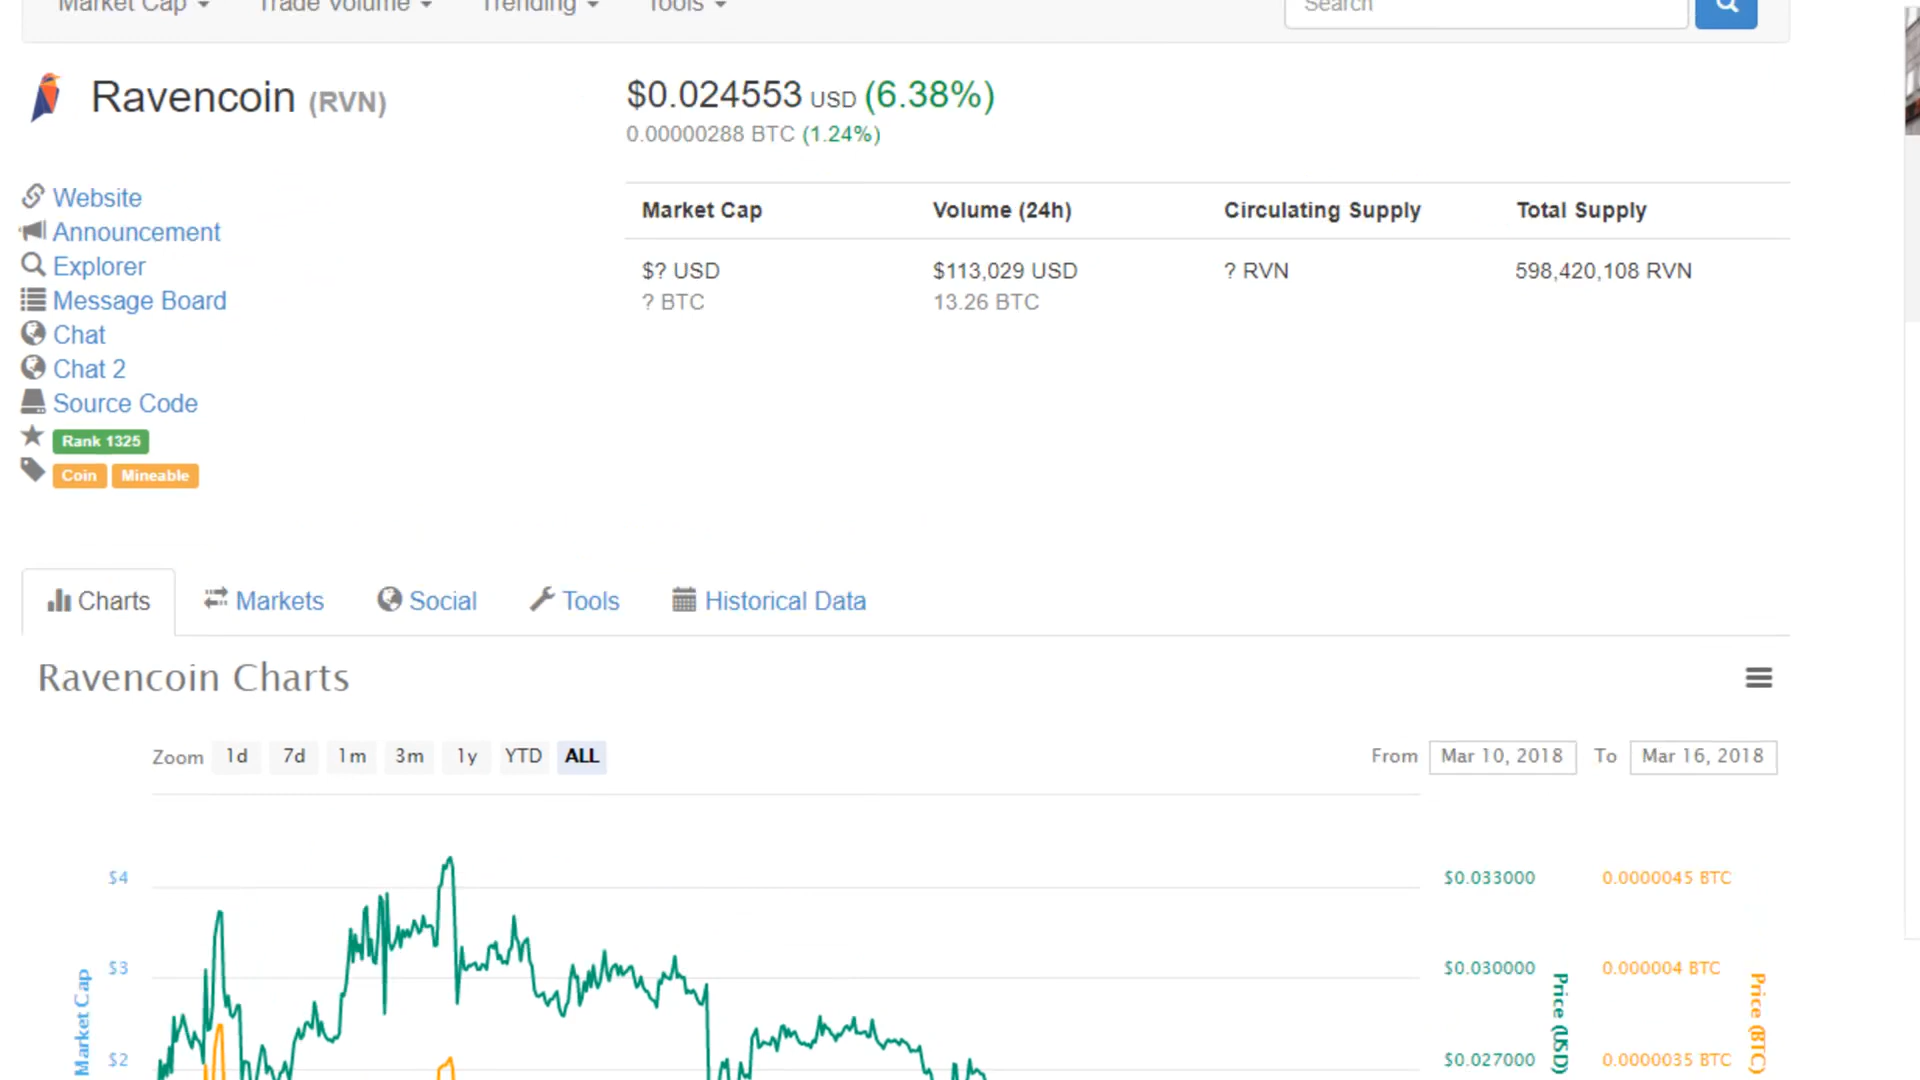 Market Cap Trade Volume Trending Tools Search
Ravencoin (RVN)
$0.024553 USD (6.38%)
0.00000288 BTC (1.24%)
Website
Announcement
Explorer
Message Board
Chat
Chat 2
Source Code
Rank 1325
Coin Mineable
Market Cap Volume (24h) Circulating Supply Total Supply
$? USD $113,029 USD ? RVN 598,420,108 RVN
? BTC 13.26 BTC
Charts Markets Social Tools Historical Data
Ravencoin Charts
Zoom 1d 7d 1m 3m 1y YTD ALL From Mar 10, 2018 To Mar 16, 2018
$4 $0.033000 0.0000045 BTC
$3 $0.030000 0.000004 BTC
$2 $0.027000 0.0000035 BTC
Market Cap
Price (USD)
Price (BTC)